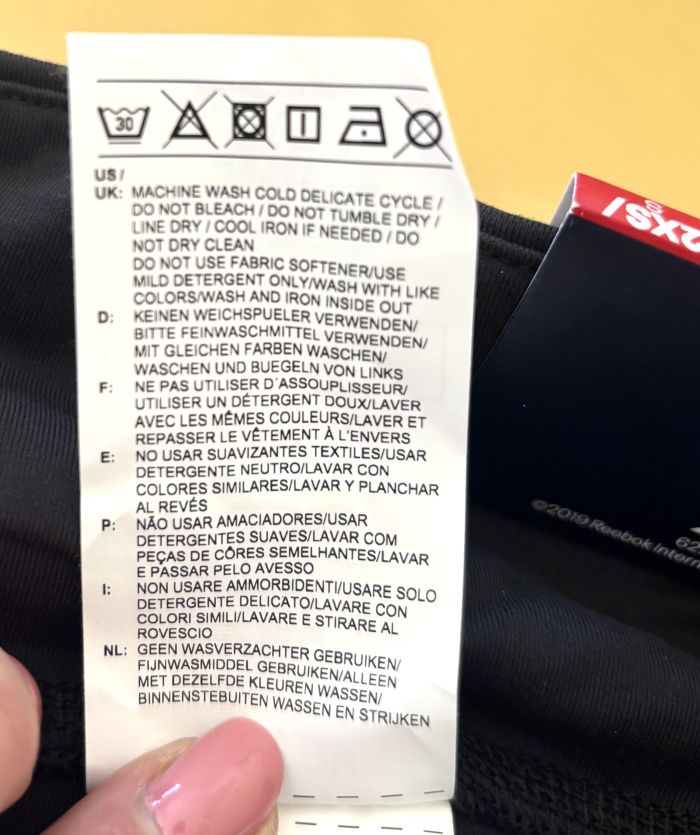 30
US /
UK: MACHINE WASH COLD DELICATE CYCLE /
DO NOT BLEACH / DO NOT TUMBLE DRY /
LINE DRY / COOL IRON IF NEEDED / DO
NOT DRY CLEAN
DO NOT USE FABRIC SOFTENER/USE
MILD DETERGENT ONLY/WASH WITH LIKE
COLORS/WASH AND IRON INSIDE OUT
D: KEINEN WEICHSPUELER VERWENDEN/
BITTE FEINWASCHMITTEL VERWENDEN/
MIT GLEICHEN FARBEN WASCHEN/
WASCHEN UND BUEGELN VON LINKS
F: NE PAS UTILISER D'ASSOUPLISSEUR/
UTILISER UN DÉTERGENT DOUX/LAVER
AVEC LES MÊMES COULEURS/LAVER ET
REPASSER LE VÊTEMENT À L'ENVERS
E: NO USAR SUAVIZANTES TEXTILES/USAR
DETERGENTE NEUTRO/LAVAR CON
COLORES SIMILARES/LAVAR Y PLANCHAR
AL REVÉS
P: NÃO USAR AMACIADORES/USAR
DETERGENTES SUAVES/LAVAR COM
PEÇAS DE CÔRES SEMELHANTES/LAVAR
E PASSAR PELO AVESSO
I: NON USARE AMMORBIDENTI/USARE SOLO
DETERGENTE DELICATO/LAVARE CON
COLORI SIMILI/LAVARE E STIRARE AL
ROVESCIO
NL: GEEN WASVERZACHTER GEBRUIKEN/
FIJNWASMIDDEL GEBRUIKEN/ALLEEN
MET DEZELFDE KLEUREN WASSEN/
BINNENSTEBUITEN WASSEN EN STRIJKEN
2XS/
©2019 Reebok Intern
62